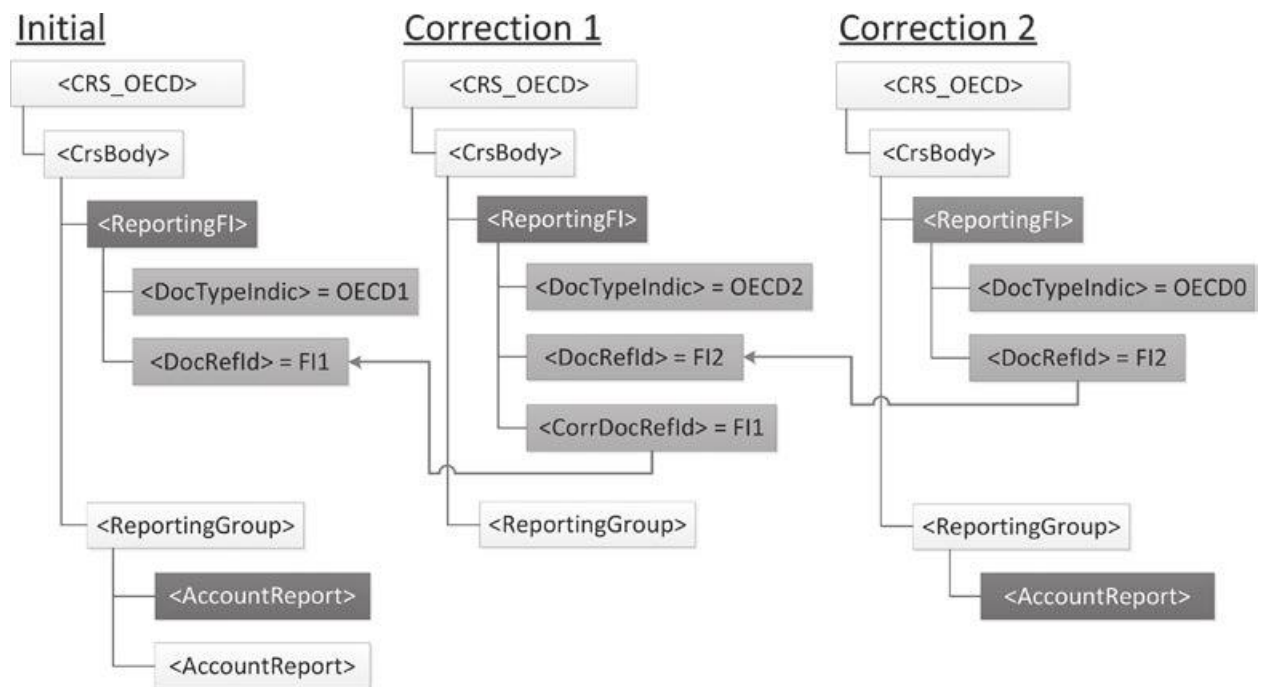 Initial
<CRS_OECD>
<CrsBody>
<ReportingFI>
<DocTypeIndic> = OECD1
<DocRefId> = FI1
<ReportingGroup>
<AccountReport>
<AccountReport>
Correction 1
<CRS_OECD>
<CrsBody>
<ReportingFI>
<DocTypeIndic> = OECD2
<DocRefId> = FI2
<CorrDocRefId> = FI1
<ReportingGroup>
Correction 2
<CRS_OECD>
<CrsBody>
<ReportingFI>
<DocTypeIndic> = OECD0
<DocRefId> = FI2
<ReportingGroup>
<AccountReport>